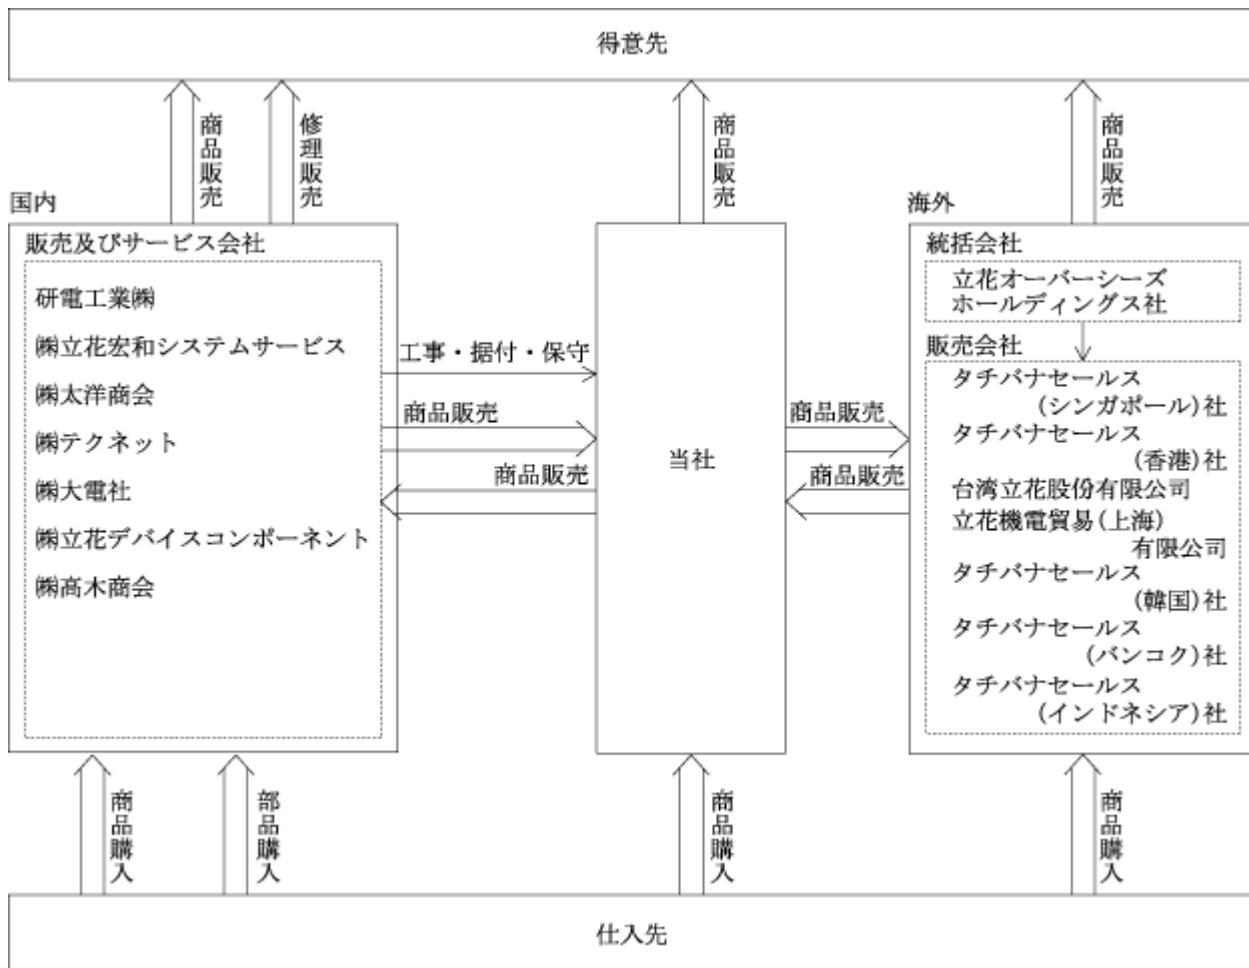 得意先
商品販売
修理販売
商品販売
商品販売
国内
販売及びサービス会社
研電工業㈱
㈱立花宏和システムサービス
㈱太洋商会
㈱テクネット
㈱大電社
㈱立花デバイスコンポーネント
㈱髙木商会
工事・据付・保守
商品販売
商品販売
当社
商品販売
商品販売
海外
統括会社
立花オーバーシーズ
ホールディングス社
販売会社
タチバナセールス
(シンガポール)社
タチバナセールス
(香港)社
台湾立花股份有限公司
立花機電貿易(上海)
有限公司
タチバナセールス
(韓国)社
タチバナセールス
(バンコク)社
タチバナセールス
(インドネシア)社
商品購入
部品購入
商品購入
商品購入
仕入先